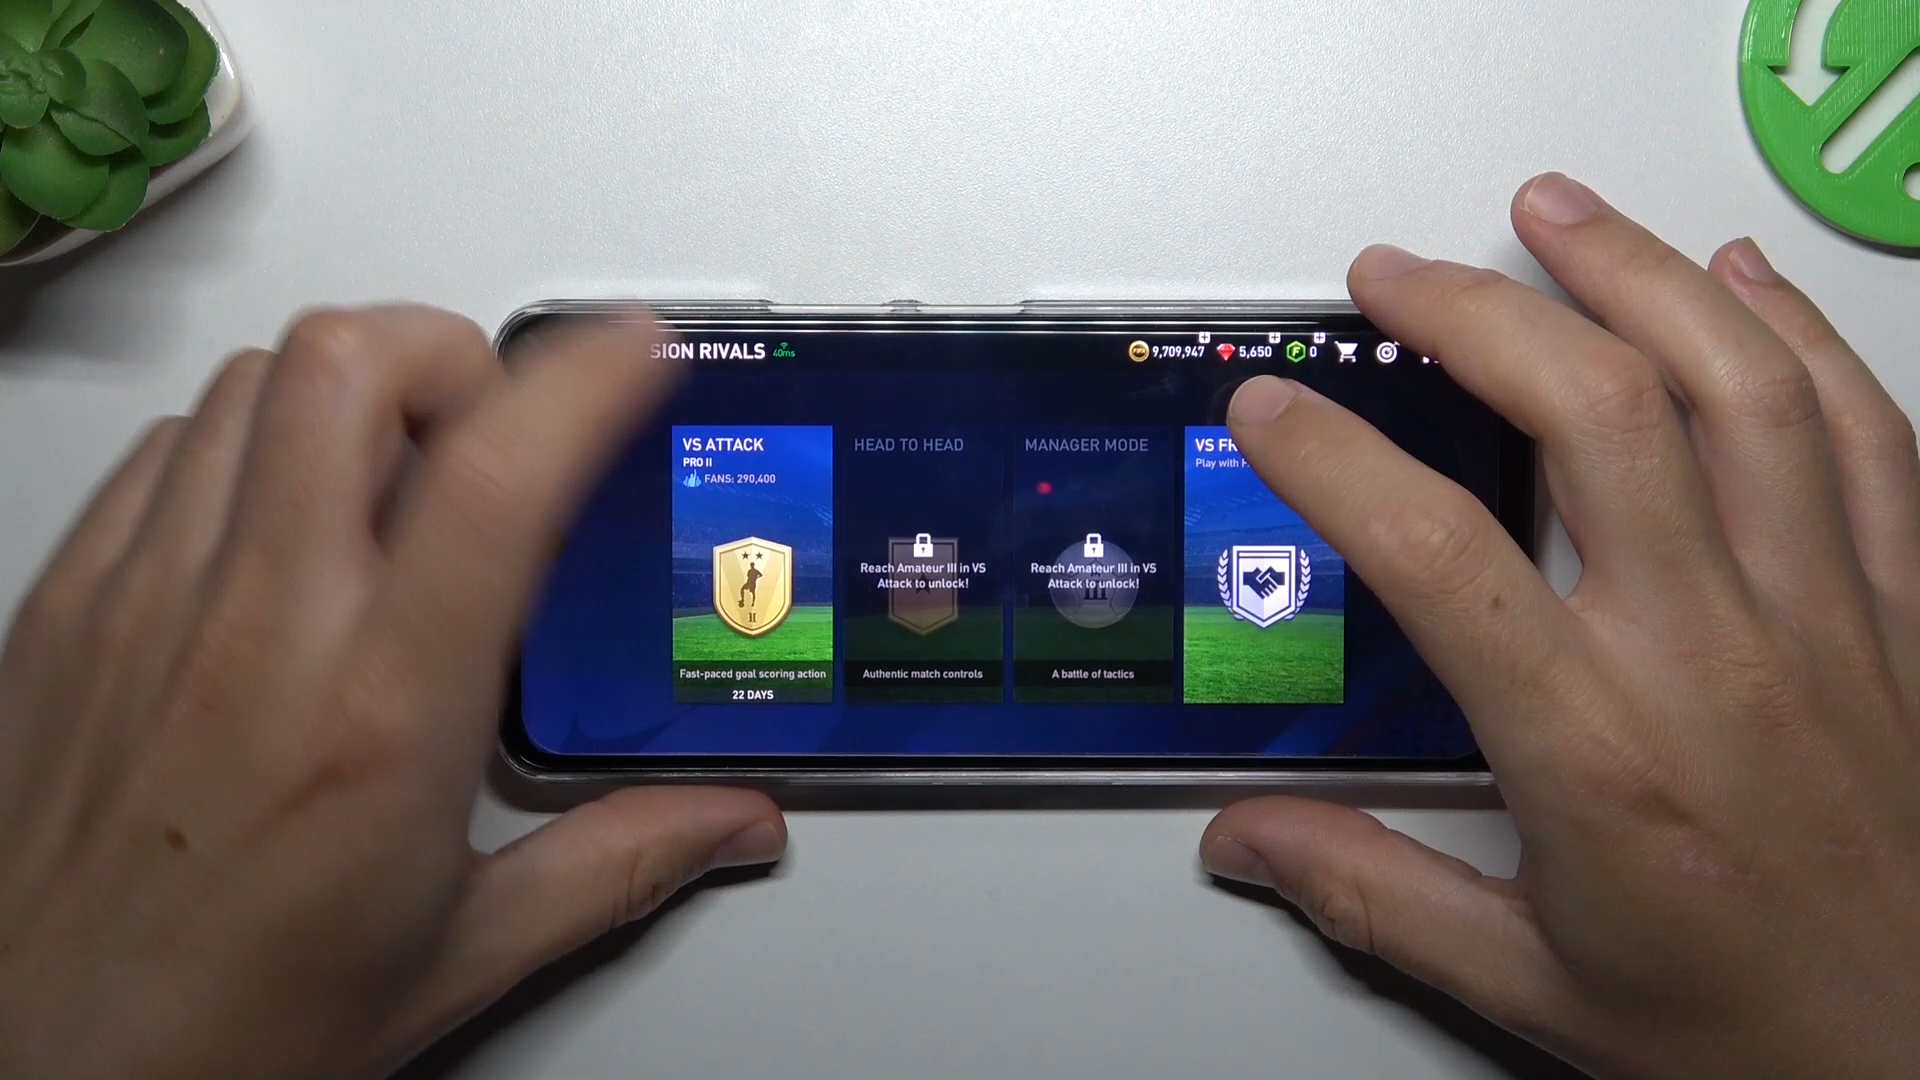 SION RIVALS 40ms 9,709,947 5,650 0
VS ATTACK
PRO II
FANS: 290,400
II
Fast-paced goal scoring action
22 DAYS
HEAD TO HEAD
Reach Amateur III in VS
Attack to unlock!
Authentic match controls
MANAGER MODE
Reach Amateur III in VS
Attack to unlock!
III
A battle of tactics
VS FR
Play with F